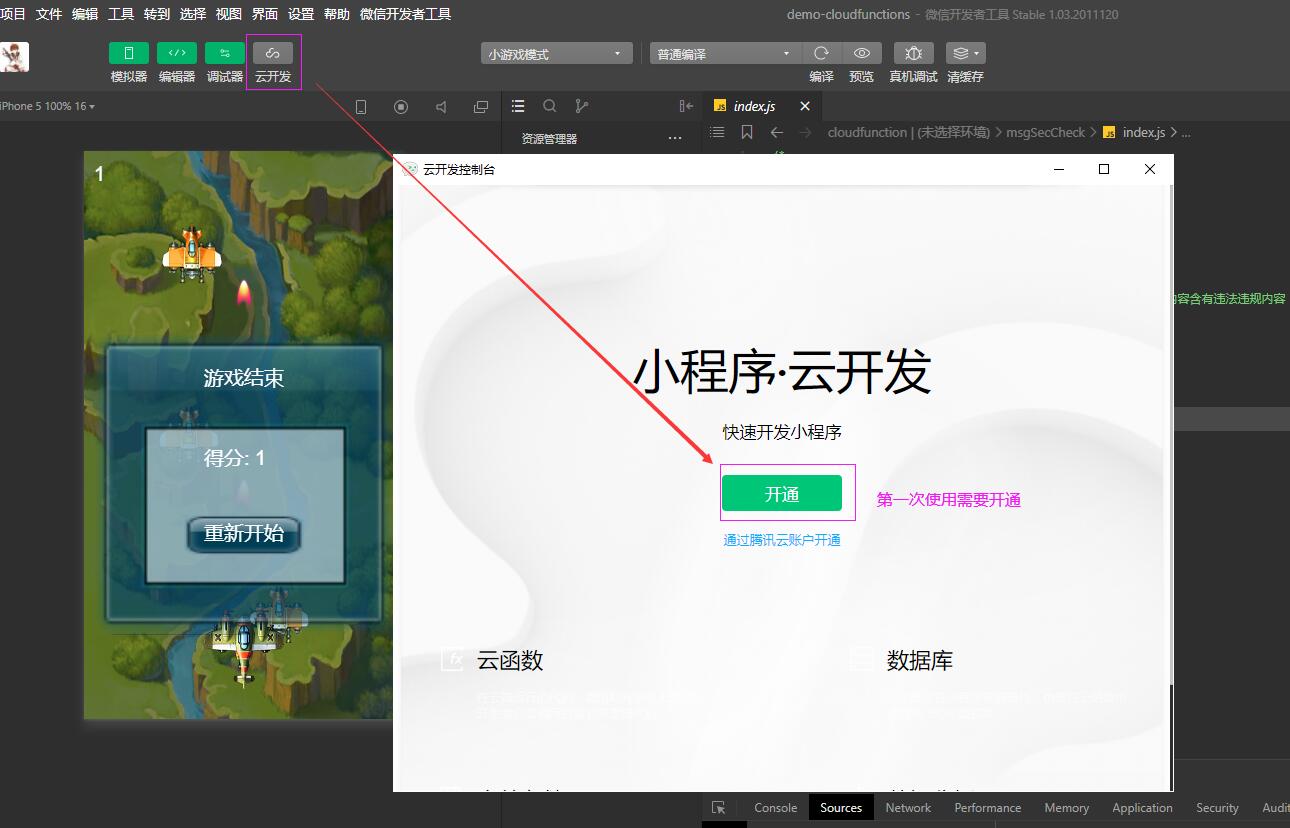 项目 文件 编辑 工具 转到 选择 视图 界面 设置 帮助 微信开发者工具
demo-cloudfunctions - 微信开发者工具 Stable 1.03.2011120
小游戏模式
普通编译
模拟器 编辑器 调试器 云开发
编译 预览 真机调试 清缓存
iPhone 5 100% 16
index.js
资源管理器
cloudfunction | (未选择环境) > msgSecCheck > index.js > ...
云开发控制台
1
内容含有违法违规内容
小程序·云开发
快速开发小程序
开通
第一次使用需要开通
通过腾讯云账户开通
游戏结束
得分: 1
重新开始
云函数
数据库
Console Sources Network Performance Memory Application Security Audit